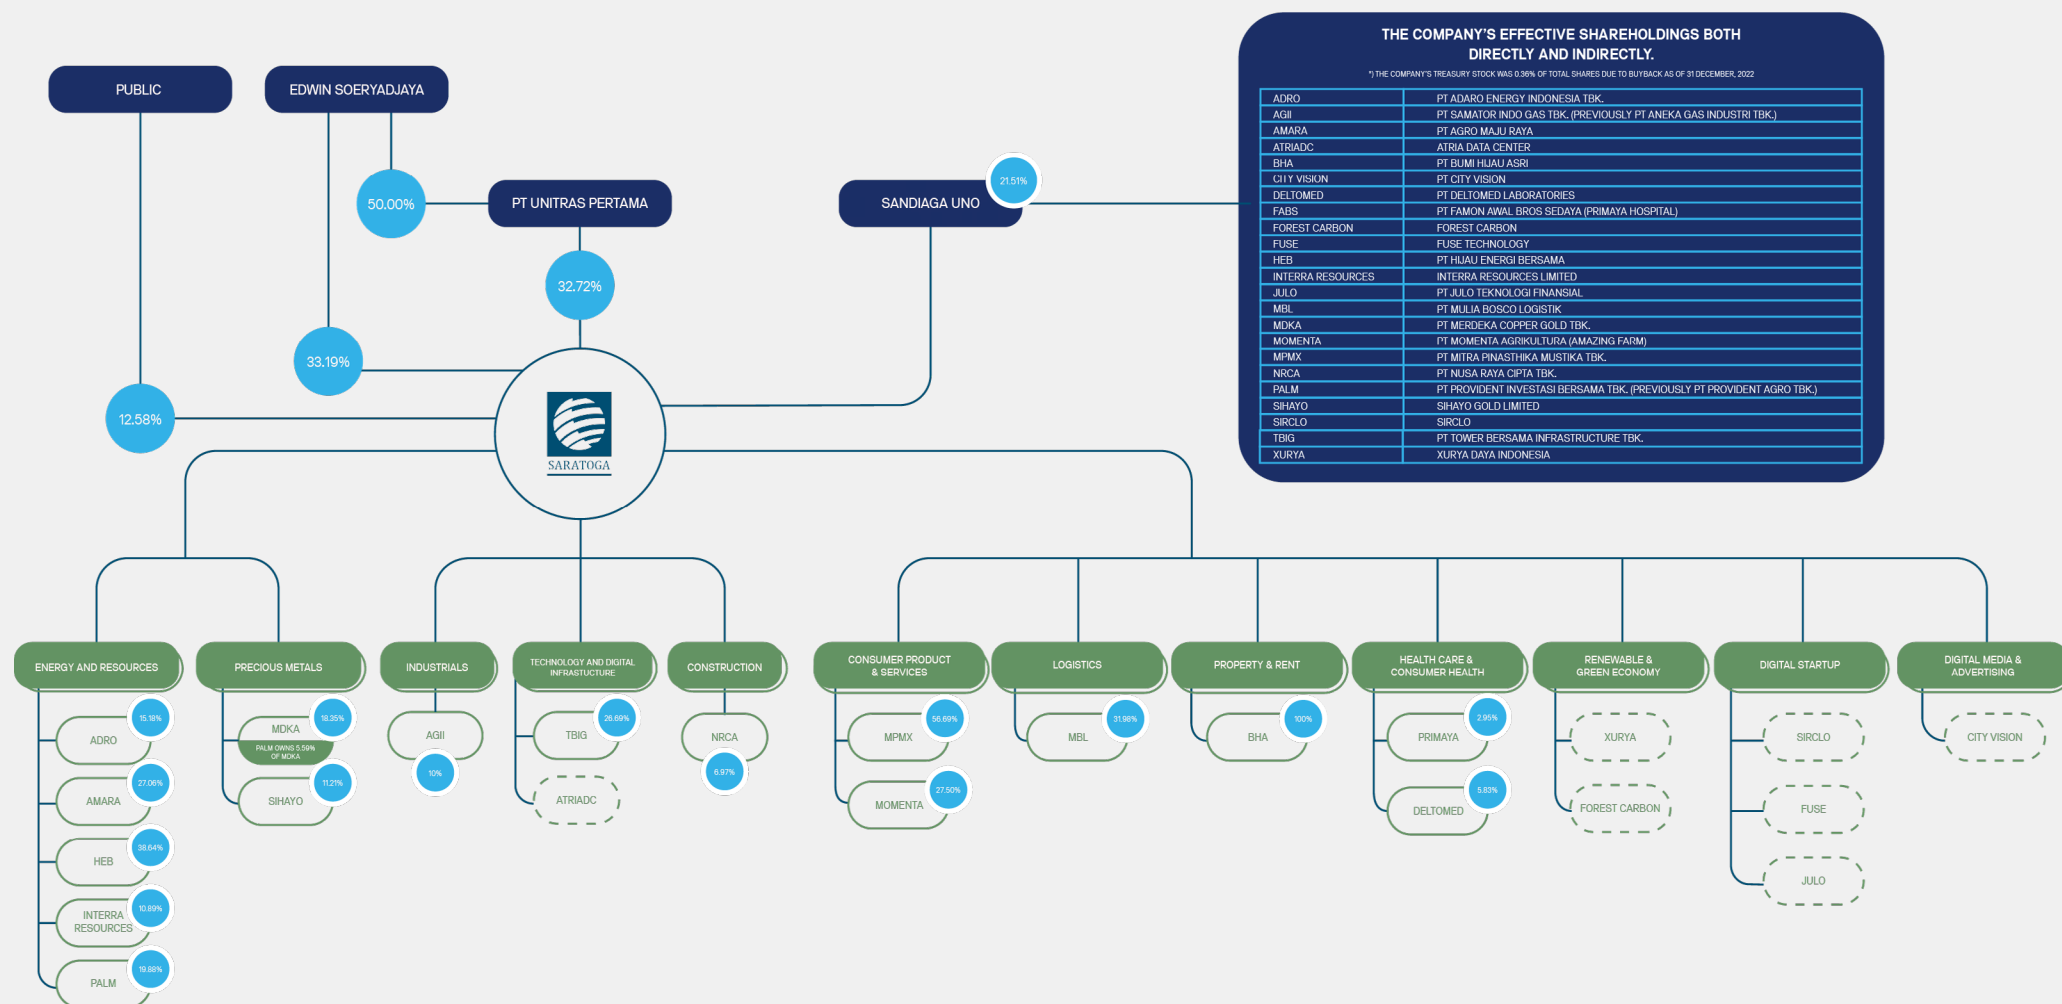 THE COMPANY'S EFFECTIVE SHAREHOLDINGS BOTH
DIRECTLY AND INDIRECTLY.
*) THE COMPANY'S TREASURY STOCK WAS 0.36% OF TOTAL SHARES DUE TO BUYBACK AS OF 31 DECEMBER, 2022
ADRO PT ADARO ENERGY INDONESIA TBK.
AGII PT SAMATOR INDO GAS TBK. (PREVIOUSLY PT ANEKA GAS INDUSTRI TBK.)
AMARA PT AGRO MAJU RAYA
ATRIADC ATRIA DATA CENTER
BHA PT BUMI HIJAU ASRI
CITY VISION PT CITY VISION
DELTOMED PT DELTOMED LABORATORIES
FABS PT FAMON AWAL BROS SEDAYA (PRIMAYA HOSPITAL)
FOREST CARBON FOREST CARBON
FUSE FUSE TECHNOLOGY
HEB PT HIJAU ENERGI BERSAMA
INTERRA RESOURCES INTERRA RESOURCES LIMITED
JULO PT JULO TEKNOLOGI FINANSIAL
MBL PT MULIA BOSCO LOGISTIK
MDKA PT MERDEKA COPPER GOLD TBK.
MOMENTA PT MOMENTA AGRIKULTURA (AMAZING FARM)
MPMX PT MITRA PINASTHIKA MUSTIKA TBK.
NRCA PT NUSA RAYA CIPTA TBK.
PALM PT PROVIDENT INVESTASI BERSAMA TBK. (PREVIOUSLY PT PROVIDENT AGRO TBK.)
SIHAYO SIHAYO GOLD LIMITED
SIRCLO SIRCLO
TBIG PT TOWER BERSAMA INFRASTRUCTURE TBK.
XURYA XURYA DAYA INDONESIA
PUBLIC
EDWIN SOERYADJAYA
50.00%
PT UNITRAS PERTAMA
SANDIAGA UNO
21.51%
32.72%
33.19%
12.58%
SARATOGA
ENERGY AND RESOURCES
ADRO
15.18%
AMARA
27.06%
HEB
38.64%
INTERRA
RESOURCES
10.89%
PALM
19.88%
PRECIOUS METALS
MDKA
18.35%
PALM OWNS 5.59%
OF MDKA
SIHAYO
11.21%
INDUSTRIALS
AGII
10%
TECHNOLOGY AND DIGITAL
INFRASTUCTURE
TBIG
26.69%
ATRIADC
CONSTRUCTION
NRCA
6.97%
CONSUMER PRODUCT
& SERVICES
MPMX
56.69%
MOMENTA
27.50%
LOGISTICS
MBL
31.98%
PROPERTY & RENT
BHA
100%
HEALTH CARE &
CONSUMER HEALTH
PRIMAYA
2.95%
DELTOMED
5.83%
RENEWABLE &
GREEN ECONOMY
XURYA
FOREST CARBON
DIGITAL STARTUP
SIRCLO
FUSE
JULO
DIGITAL MEDIA &
ADVERTISING
CITY VISION